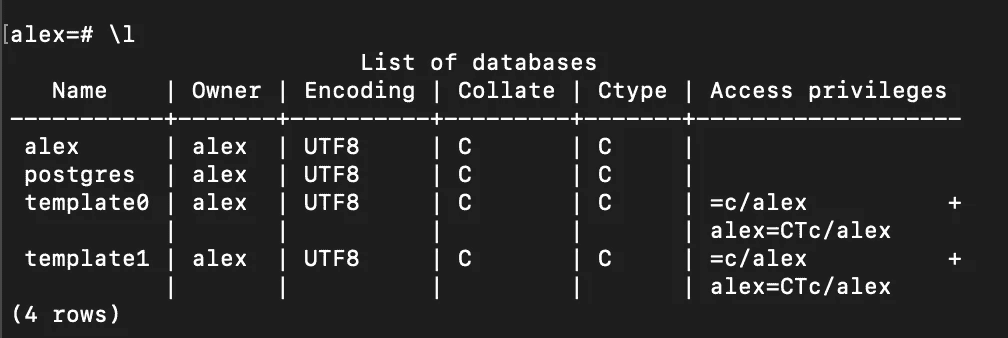 [alex=# \l
                              List of databases
   Name    | Owner | Encoding | Collate | Ctype | Access privileges
-----------+-------+----------+---------+-------+-------------------
 alex      | alex  | UTF8     | C       | C     |
 postgres  | alex  | UTF8     | C       | C     |
 template0 | alex  | UTF8     | C       | C     | =c/alex          +
           |       |          |         |       | alex=CTc/alex
 template1 | alex  | UTF8     | C       | C     | =c/alex          +
           |       |          |         |       | alex=CTc/alex
(4 rows)